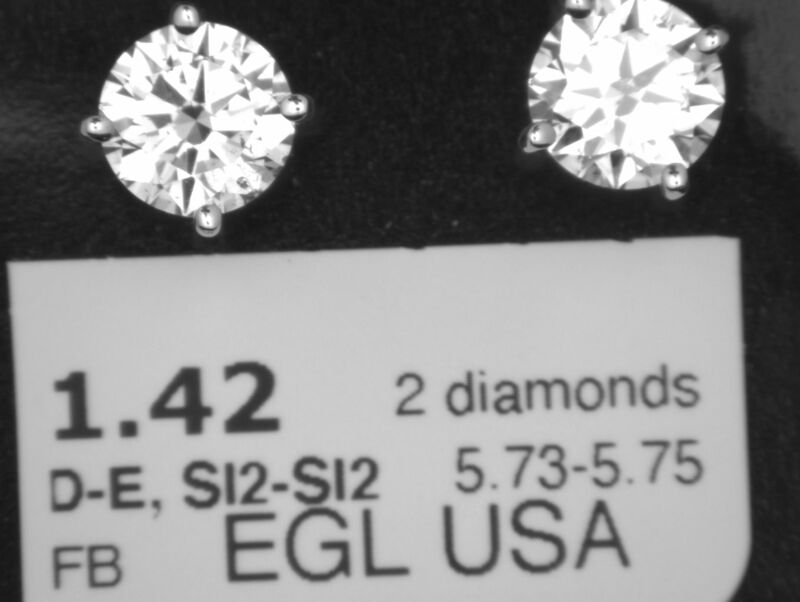 1.42 2 diamonds
D-E, SI2-SI2 5.73-5.75
FB EGL USA